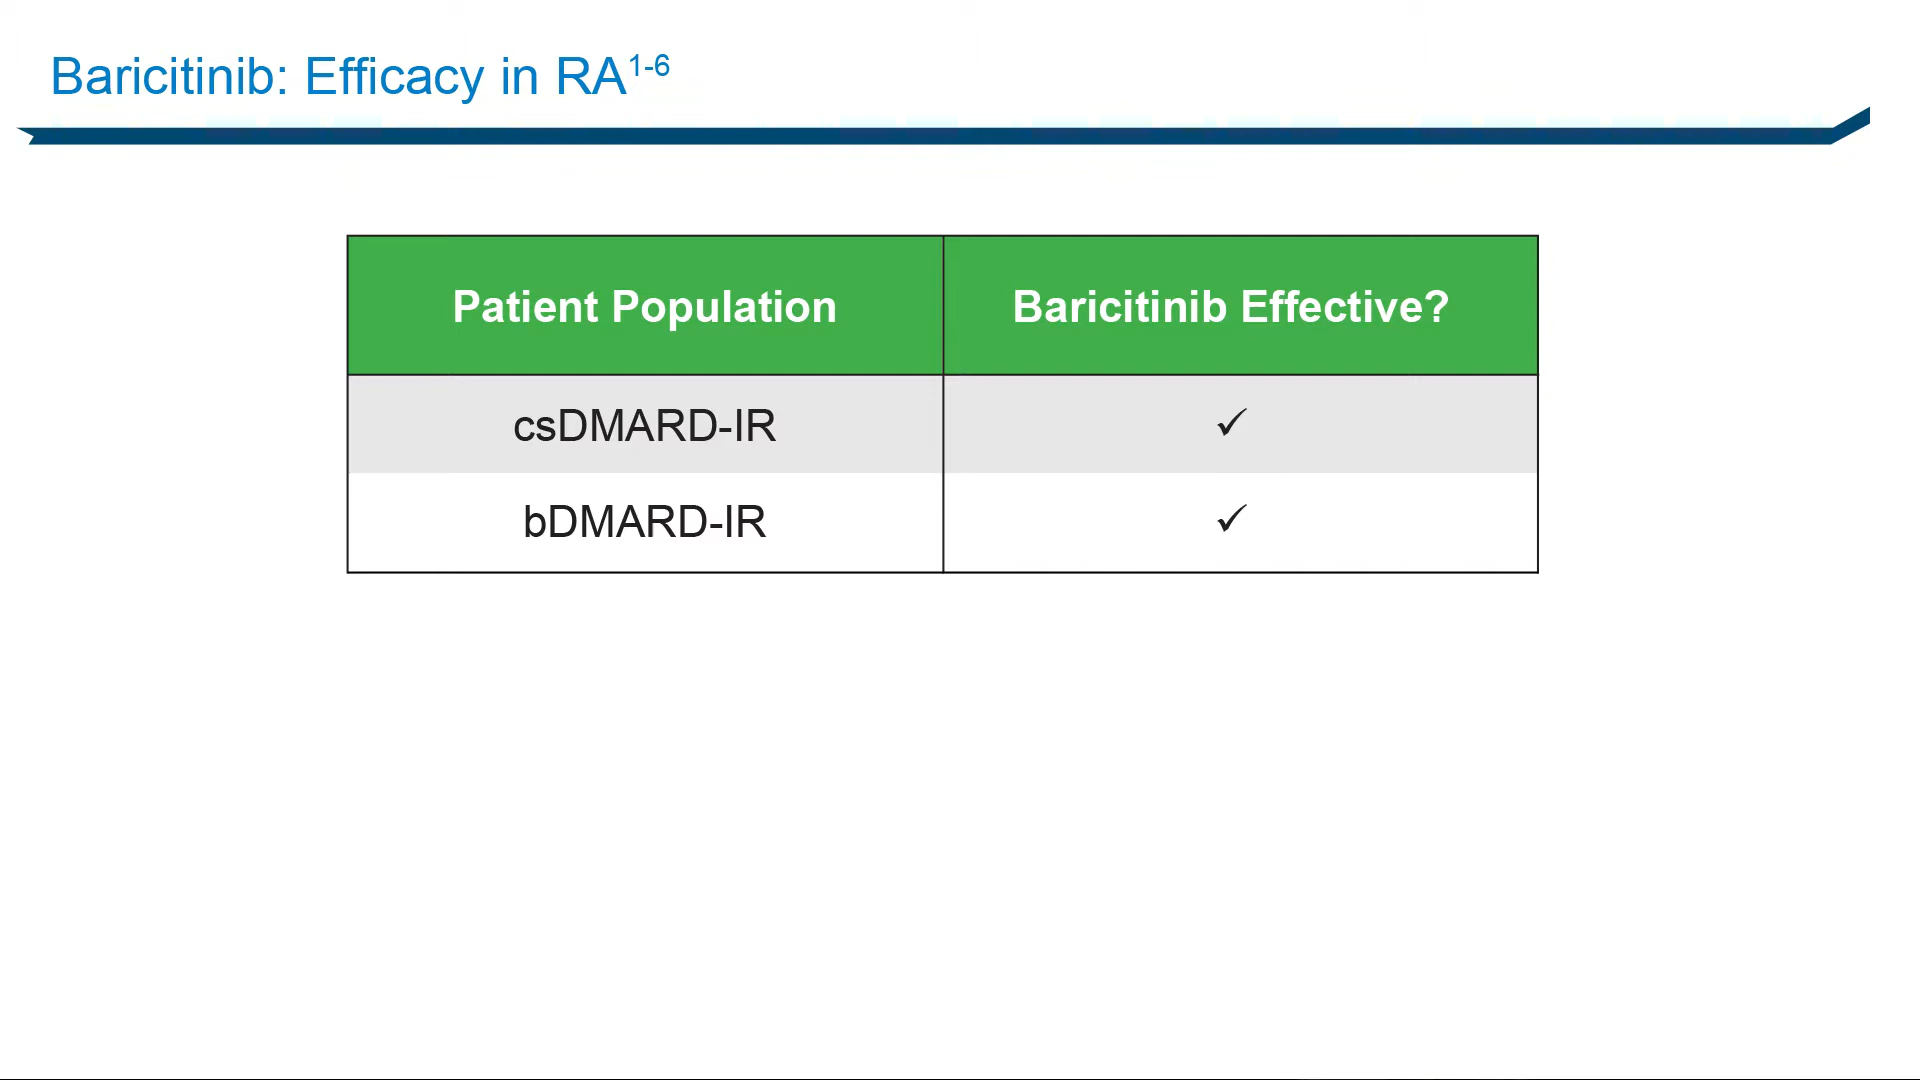 Baricitinib: Efficacy in RA1-6
Patient Population Baricitinib Effective?
csDMARD-IR ✓
bDMARD-IR ✓